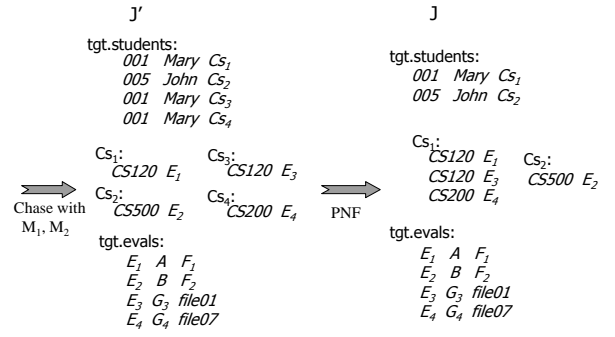 J′
J
tgt.students:
001 Mary Cs₁
005 John Cs₂
001 Mary Cs₃
001 Mary Cs₄
Cs₁:
CS120 E₁
Cs₃:
CS120 E₃
Cs₂:
CS500 E₂
Cs₄:
CS200 E₄
Chase with
M₁, M₂
tgt.evals:
E₁ A F₁
E₂ B F₂
E₃ G₃ file01
E₄ G₄ file07
PNF
tgt.students:
001 Mary Cs₁
005 John Cs₂
Cs₁:
CS120 E₁
CS120 E₃
CS200 E₄
Cs₂:
CS500 E₂
tgt.evals:
E₁ A F₁
E₂ B F₂
E₃ G₃ file01
E₄ G₄ file07